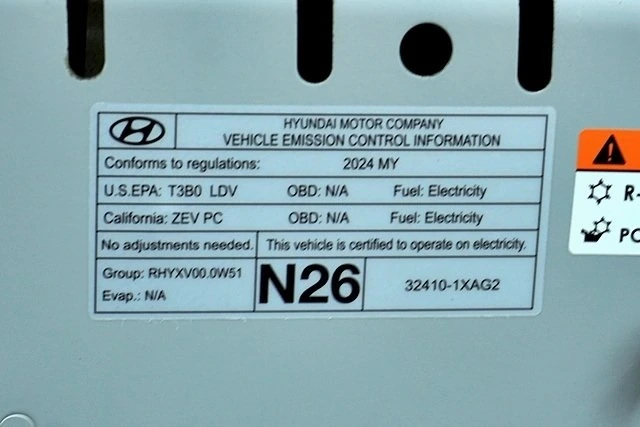 HYUNDAI MOTOR COMPANY
VEHICLE EMISSION CONTROL INFORMATION
Conforms to regulations: 2024 MY
U.S.EPA: T3B0 LDV OBD: N/A Fuel: Electricity
California: ZEV PC OBD: N/A Fuel: Electricity
No adjustments needed. This vehicle is certified to operate on electricity.
Group: RHYXV00.0W51
Evap.: N/A
N26
32410-1XAG2
R-
PO